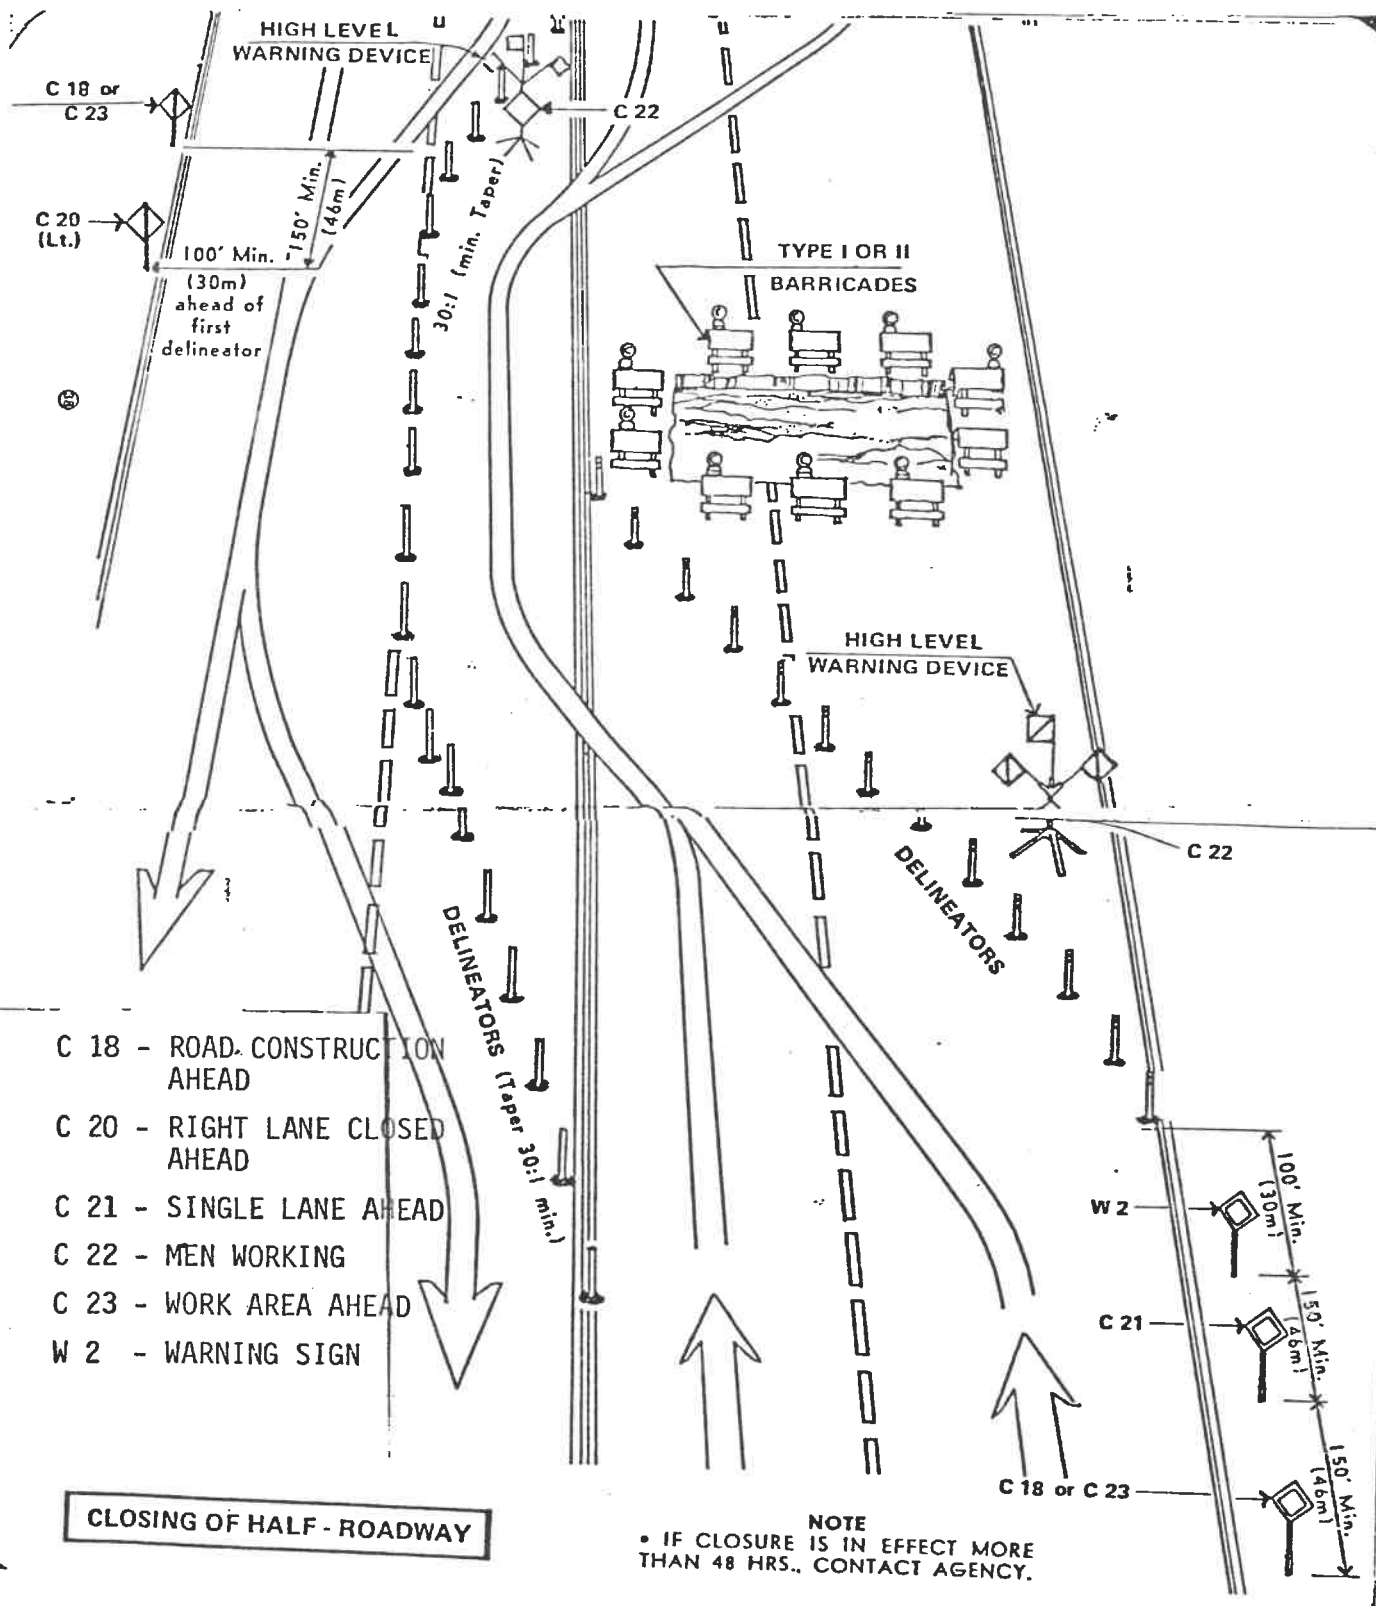 HIGH LEVEL
WARNING DEVICE
C 18 or
C 23
C 22
C 20
(Lt.)
150' Min.
(46m)
100' Min.
(30m)
ahead of
first
delineator
30:1 (min. Taper)
TYPE I OR II
BARRICADES
HIGH LEVEL
WARNING DEVICE
C 22
DELINEATORS
DELINEATORS (Taper 30:1 min.)
C 18 - ROAD CONSTRUCTION
AHEAD
C 20 - RIGHT LANE CLOSED
AHEAD
C 21 - SINGLE LANE AHEAD
C 22 - MEN WORKING
C 23 - WORK AREA AHEAD
W 2 - WARNING SIGN
W 2
100' Min.
(30m)
C 21
150' Min.
(46m)
C 18 or C 23
150' Min.
(46m)
CLOSING OF HALF - ROADWAY
NOTE
• IF CLOSURE IS IN EFFECT MORE
THAN 48 HRS., CONTACT AGENCY.